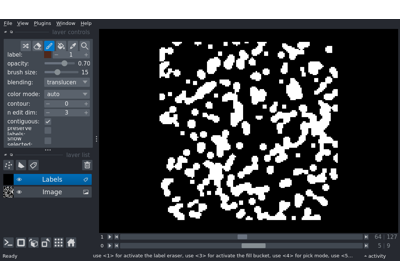 File View Plugins Window Help
layer controls
label: 1
opacity: 0.70
brush size: 15
blending: translucen
color mode: auto
contour: 0
n edit dim: 3
contiguous:
preserve
labels:
show
selected:
layer list
Labels
Image
1 64 127
0 5 9
Ready use <1> for activate the label eraser, use <3> for activate the fill bucket, use <4> for pick mode, use <5... activity